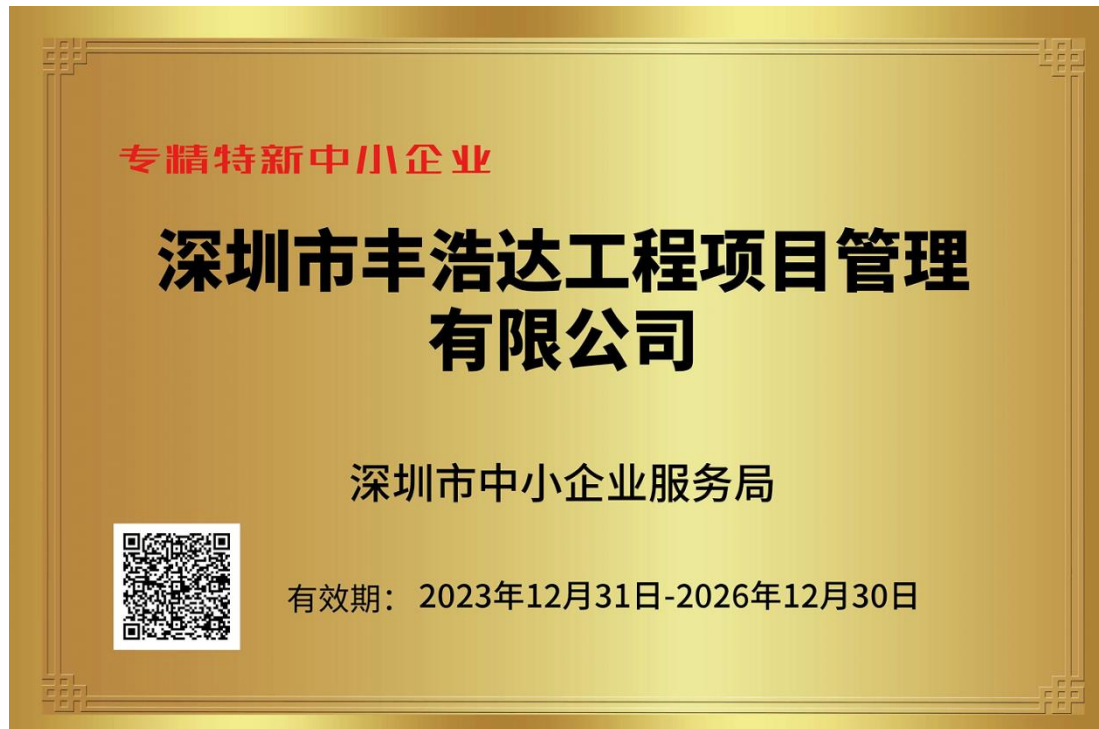 专精特新中小企业
深圳市丰浩达工程项目管理
有限公司
深圳市中小企业服务局
有效期： 2023年12月31日-2026年12月30日